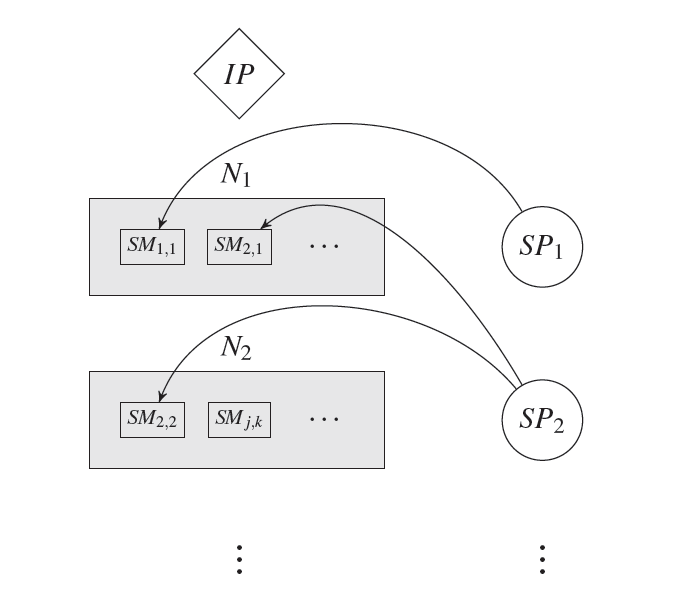 IP
N1
SM1,1 SM2,1 ··· SP1
N2
SM2,2 SMj,k ··· SP2
⋮ ⋮